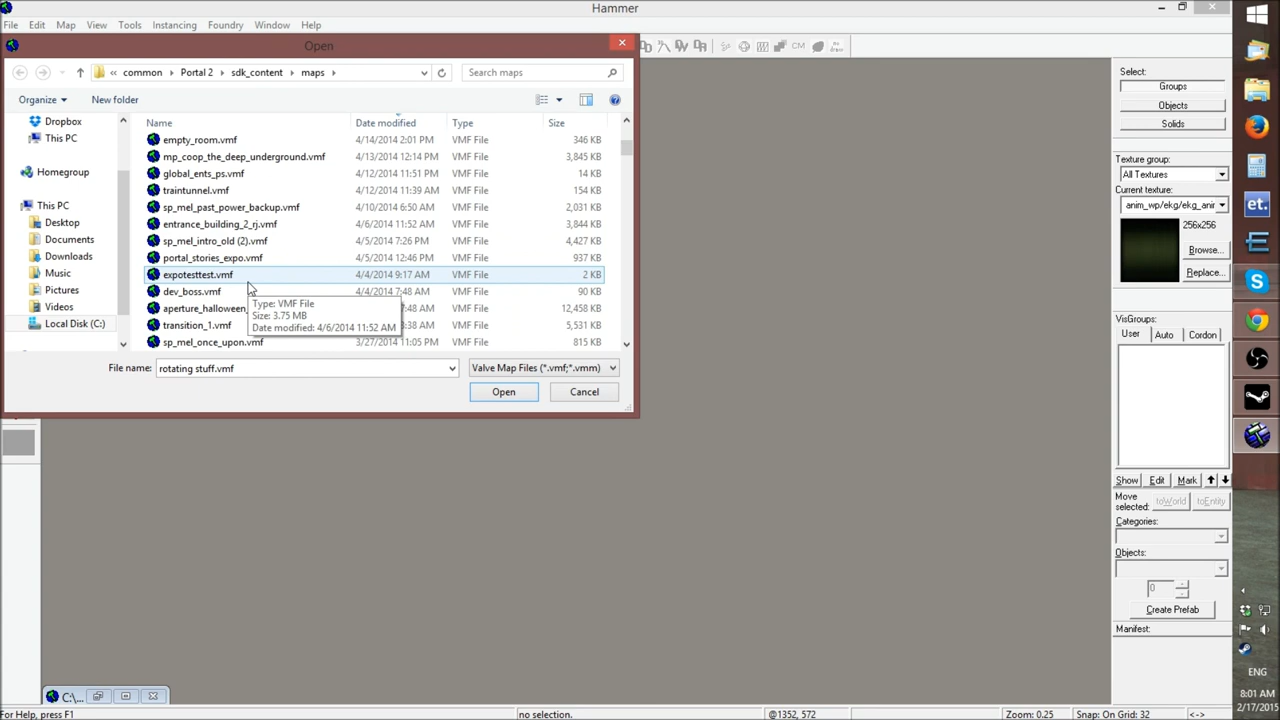 Hammer
File Edit Map View Tools Instancing Foundry Window Help
Open
common Portal 2 sdk_content maps
Search maps
Organize New folder
Name Date modified Type Size
Dropbox
This PC
Homegroup
This PC
Desktop
Documents
Downloads
Music
Pictures
Videos
Local Disk (C:)
empty_room.vmf 4/14/2014 2:01 PM VMF File 346 KB
mp_coop_the_deep_underground.vmf 4/13/2014 12:14 PM VMF File 3,845 KB
global_ents_ps.vmf 4/12/2014 11:51 PM VMF File 14 KB
traintunnel.vmf 4/12/2014 11:39 AM VMF File 154 KB
sp_mel_past_power_backup.vmf 4/10/2014 6:50 AM VMF File 2,031 KB
entrance_building_2_rj.vmf 4/6/2014 11:52 AM VMF File 3,844 KB
sp_mel_intro_old (2).vmf 4/5/2014 7:26 PM VMF File 4,427 KB
portal_stories_expo.vmf 4/5/2014 12:46 PM VMF File 937 KB
expotesttest.vmf 4/4/2014 9:17 AM VMF File 2 KB
dev_boss.vmf 4/4/2014 7:48 AM VMF File 90 KB
aperture_halloween_ 7:48 AM VMF File 12,458 KB
transition_1.vmf 3:38 AM VMF File 5,531 KB
sp_mel_once_upon.vmf 3/27/2014 11:05 PM VMF File 815 KB
Type: VMF File
Size: 3.75 MB
Date modified: 4/6/2014 11:52 AM
File name: rotating stuff.vmf Valve Map Files (*.vmf;*.vmm)
Open Cancel
CM
Select:
Groups
Objects
Solids
Texture group:
All Textures
Current texture:
anim_wp/ekg/ekg_anir
256x256
Browse...
Replace...
VisGroups:
User Auto Cordon
Show Edit Mark
Move selected: toWorld toEntity
Categories:
Objects:
0
Create Prefab
Manifest:
et.
ENG
8:01 AM
2/17/2015
C:\...
For Help, press F1 no selection. @1352, 572 Zoom: 0.25 Snap: On Grid: 32 <->